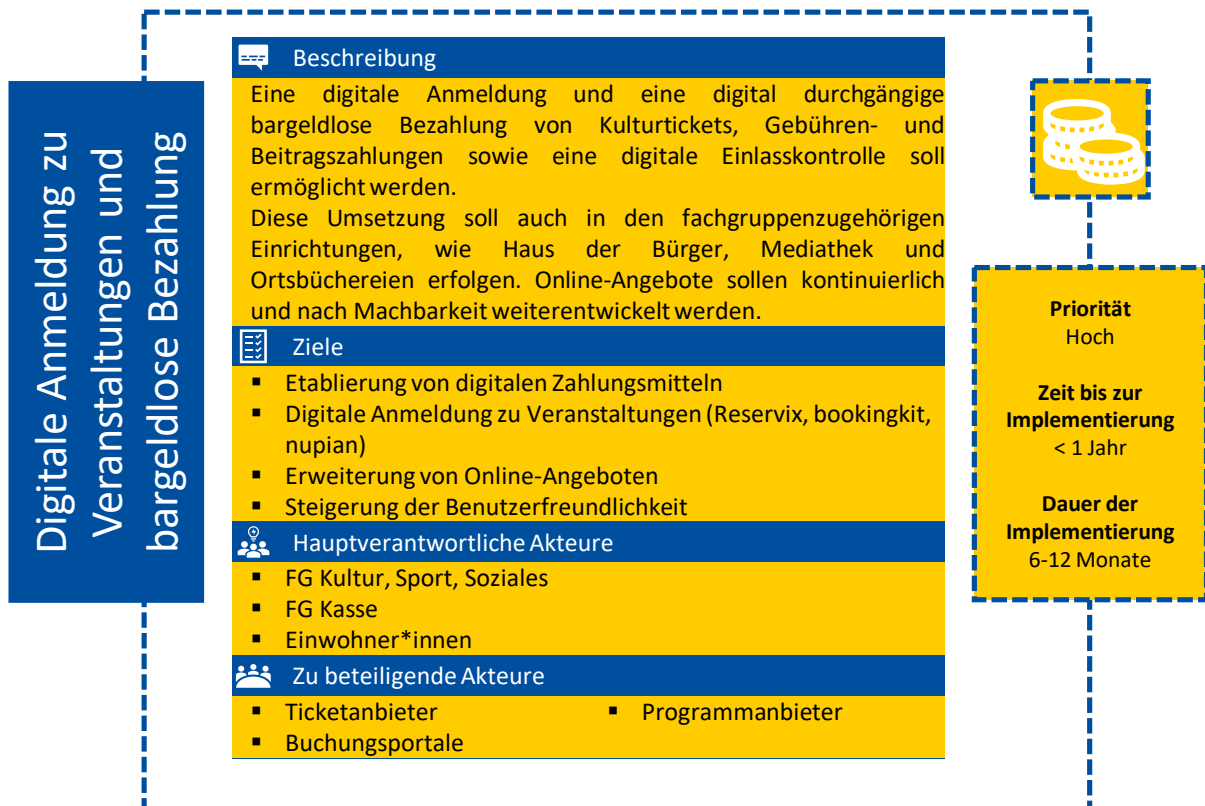 Digitale Anmeldung zu
Veranstaltungen und
bargeldlose Bezahlung
Beschreibung
Eine digitale Anmeldung und eine digital durchgängige
bargeldlose Bezahlung von Kulturtickets, Gebühren- und
Beitragszahlungen sowie eine digitale Einlasskontrolle soll
ermöglicht werden.
Diese Umsetzung soll auch in den fachgruppenzugehörigen
Einrichtungen, wie Haus der Bürger, Mediathek und
Ortsbüchereien erfolgen. Online-Angebote sollen kontinuierlich
und nach Machbarkeit weiterentwickelt werden.
Ziele
▪ Etablierung von digitalen Zahlungsmitteln
▪ Digitale Anmeldung zu Veranstaltungen (Reservix, bookingkit,
nupian)
▪ Erweiterung von Online-Angeboten
▪ Steigerung der Benutzerfreundlichkeit
Hauptverantwortliche Akteure
▪ FG Kultur, Sport, Soziales
▪ FG Kasse
▪ Einwohner*innen
Zu beteiligende Akteure
▪ Ticketanbieter
▪ Buchungsportale
▪ Programmanbieter
Priorität
Hoch
Zeit bis zur
Implementierung
< 1 Jahr
Dauer der
Implementierung
6-12 Monate